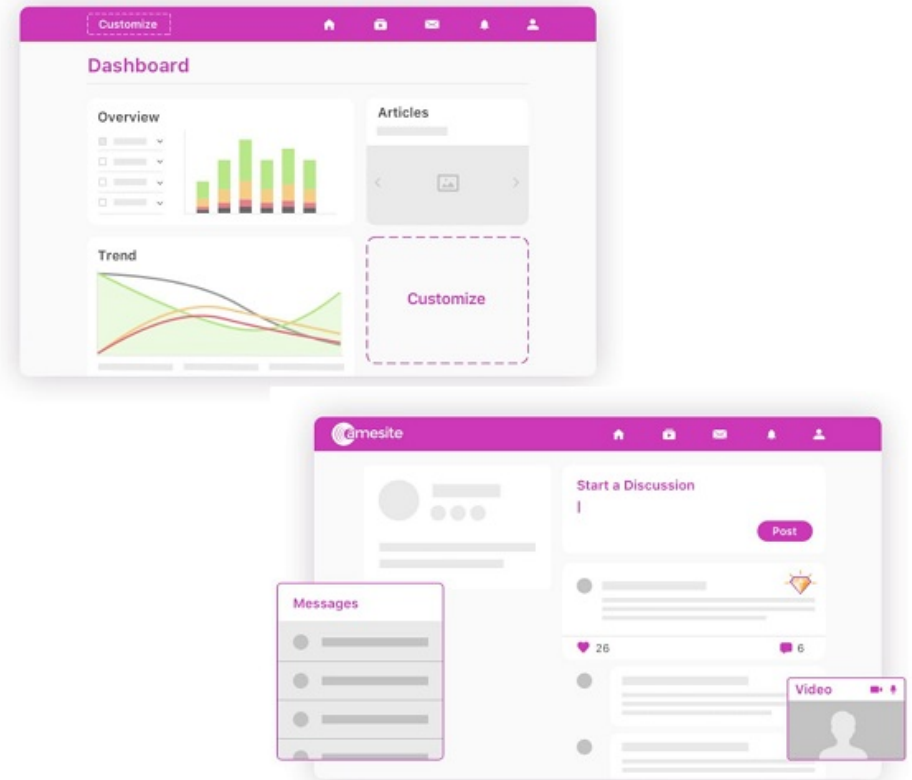 Customize
Dashboard
Overview
Articles
Trend
Customize
amesite
Start a Discussion
Post
Messages
26
6
Video